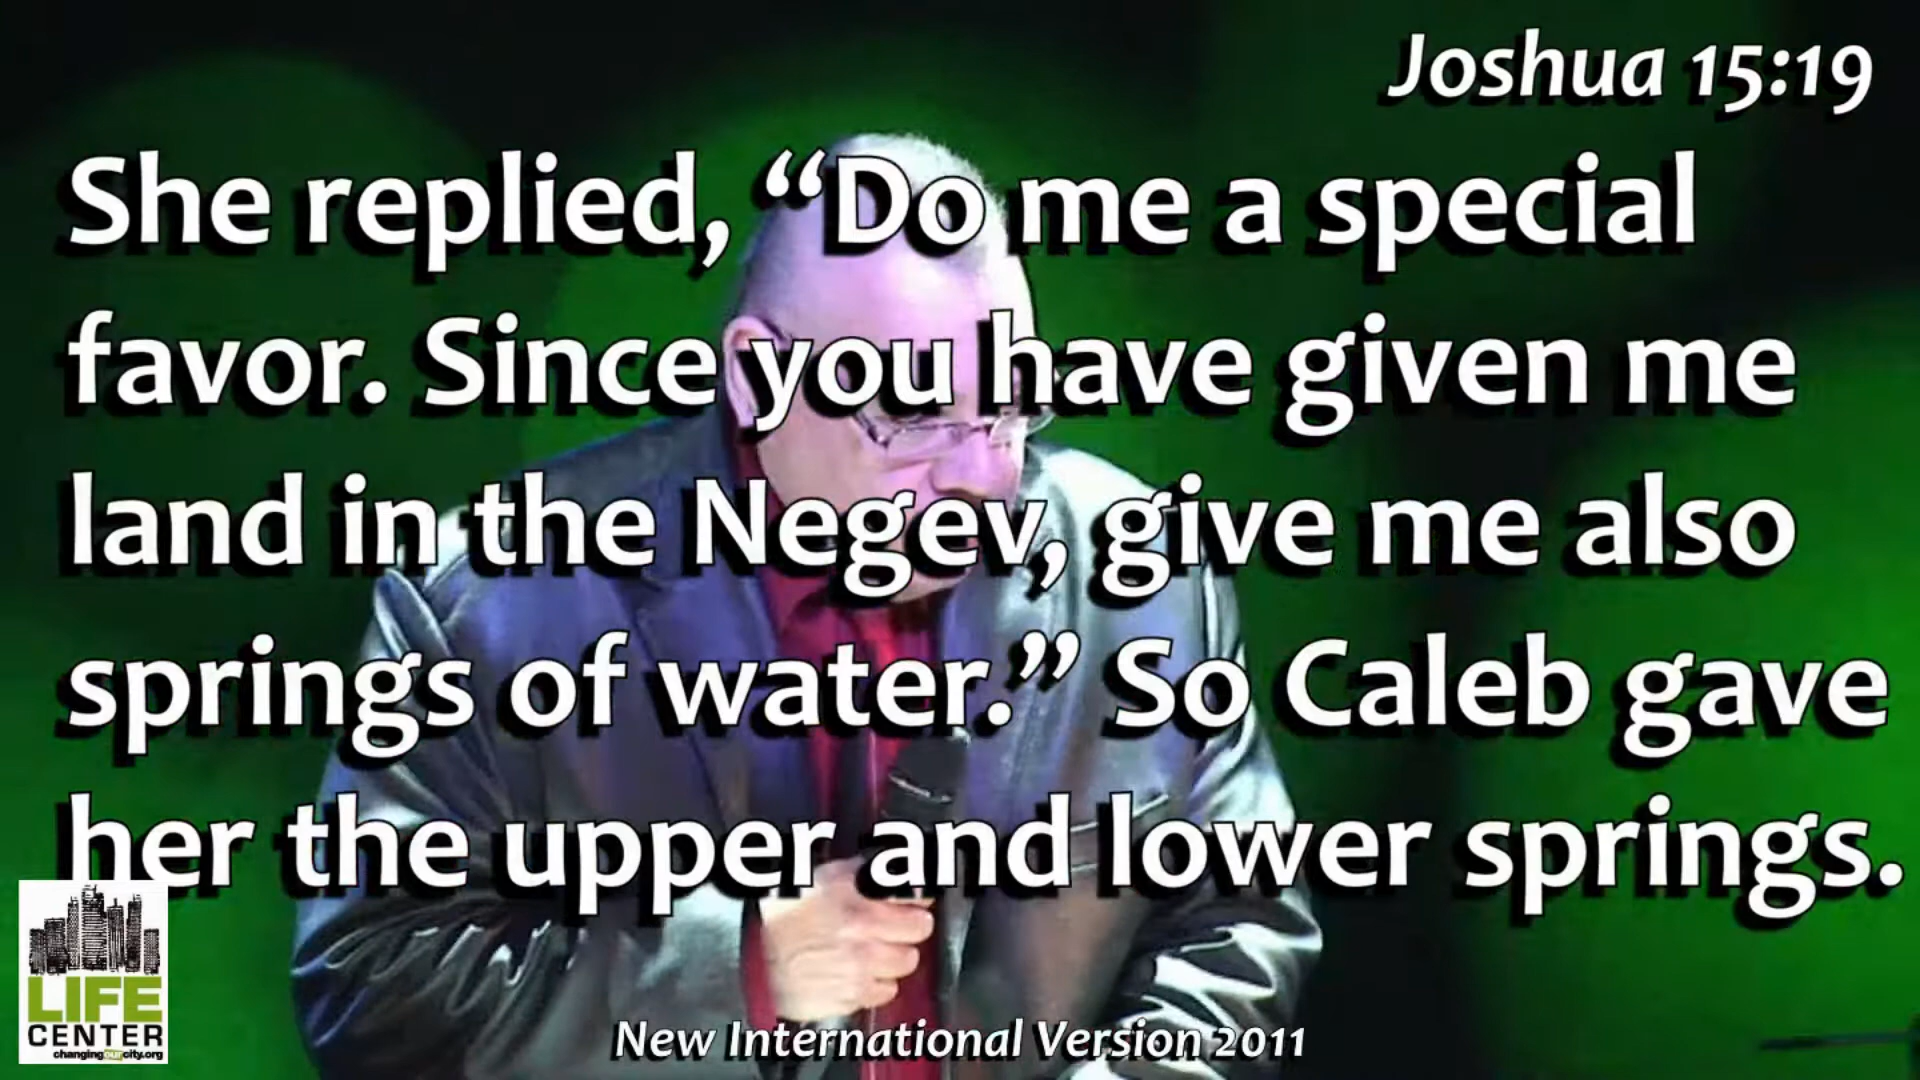 Joshua 15:19
She replied, “Do me a special
favor. Since you have given me
land in the Negev, give me also
springs of water.” So Caleb gave
her the upper and lower springs.
LIFE
CENTER
changingourcity.org
New International Version 2011